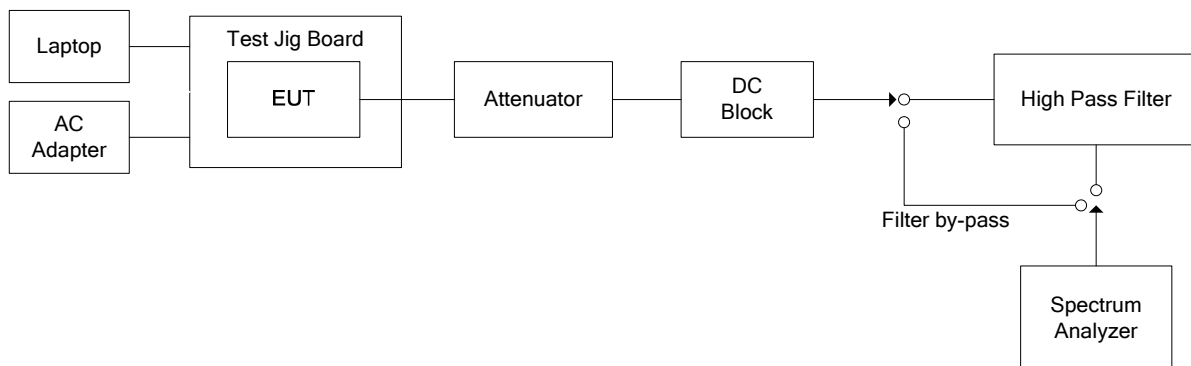 Laptop
AC
Adapter
Test Jig Board
EUT
Attenuator
DC
Block
High Pass Filter
Filter by-pass
Spectrum
Analyzer